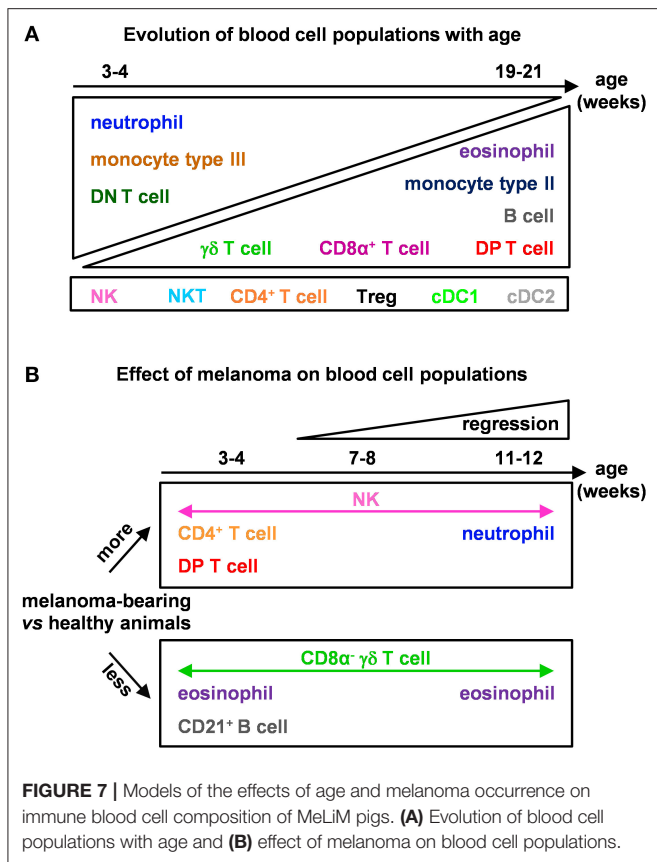 A
Evolution of blood cell populations with age
3-4 19-21
age
(weeks)
neutrophil
monocyte type III
DN T cell
eosinophil
monocyte type II
B cell
γδ T cell CD8α⁺ T cell DP T cell
NK NKT CD4⁺ T cell Treg cDC1 cDC2
B
Effect of melanoma on blood cell populations
regression
3-4 7-8 11-12
age
(weeks)
NK
CD4⁺ T cell neutrophil
DP T cell
more
melanoma-bearing
vs healthy animals
less
CD8α⁻ γδ T cell
eosinophil eosinophil
CD21⁺ B cell
FIGURE 7 | Models of the effects of age and melanoma occurrence on
immune blood cell composition of MeLiM pigs. (A) Evolution of blood cell
populations with age and (B) effect of melanoma on blood cell populations.